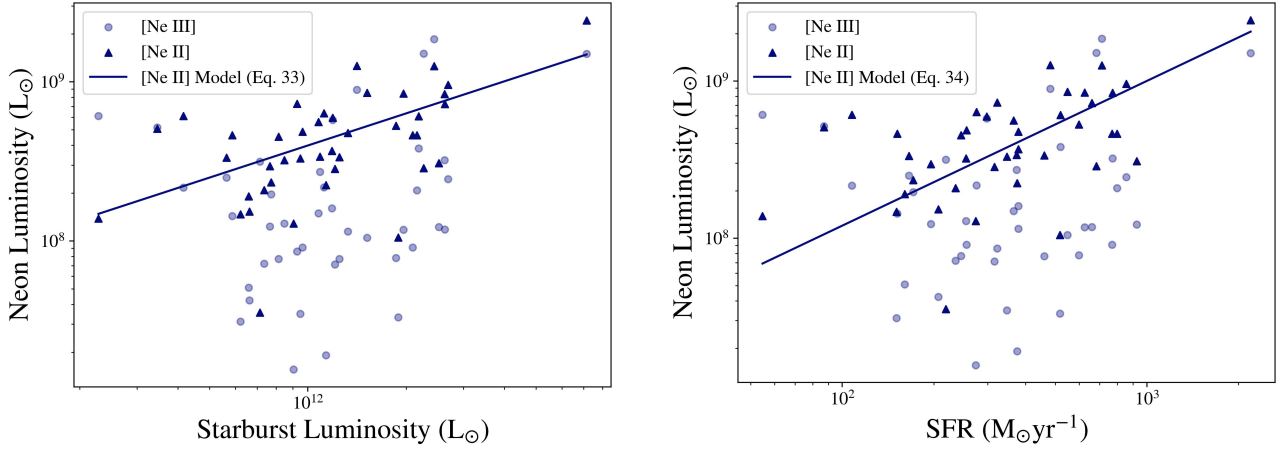 [Ne III]
[Ne II]
[Ne II] Model (Eq. 33)
10⁹
10⁸
Neon Luminosity (L☉)
10¹²
Starburst Luminosity (L☉)
[Ne III]
[Ne II]
[Ne II] Model (Eq. 34)
10⁹
10⁸
Neon Luminosity (L☉)
10² 10³
SFR (M☉yr⁻¹)